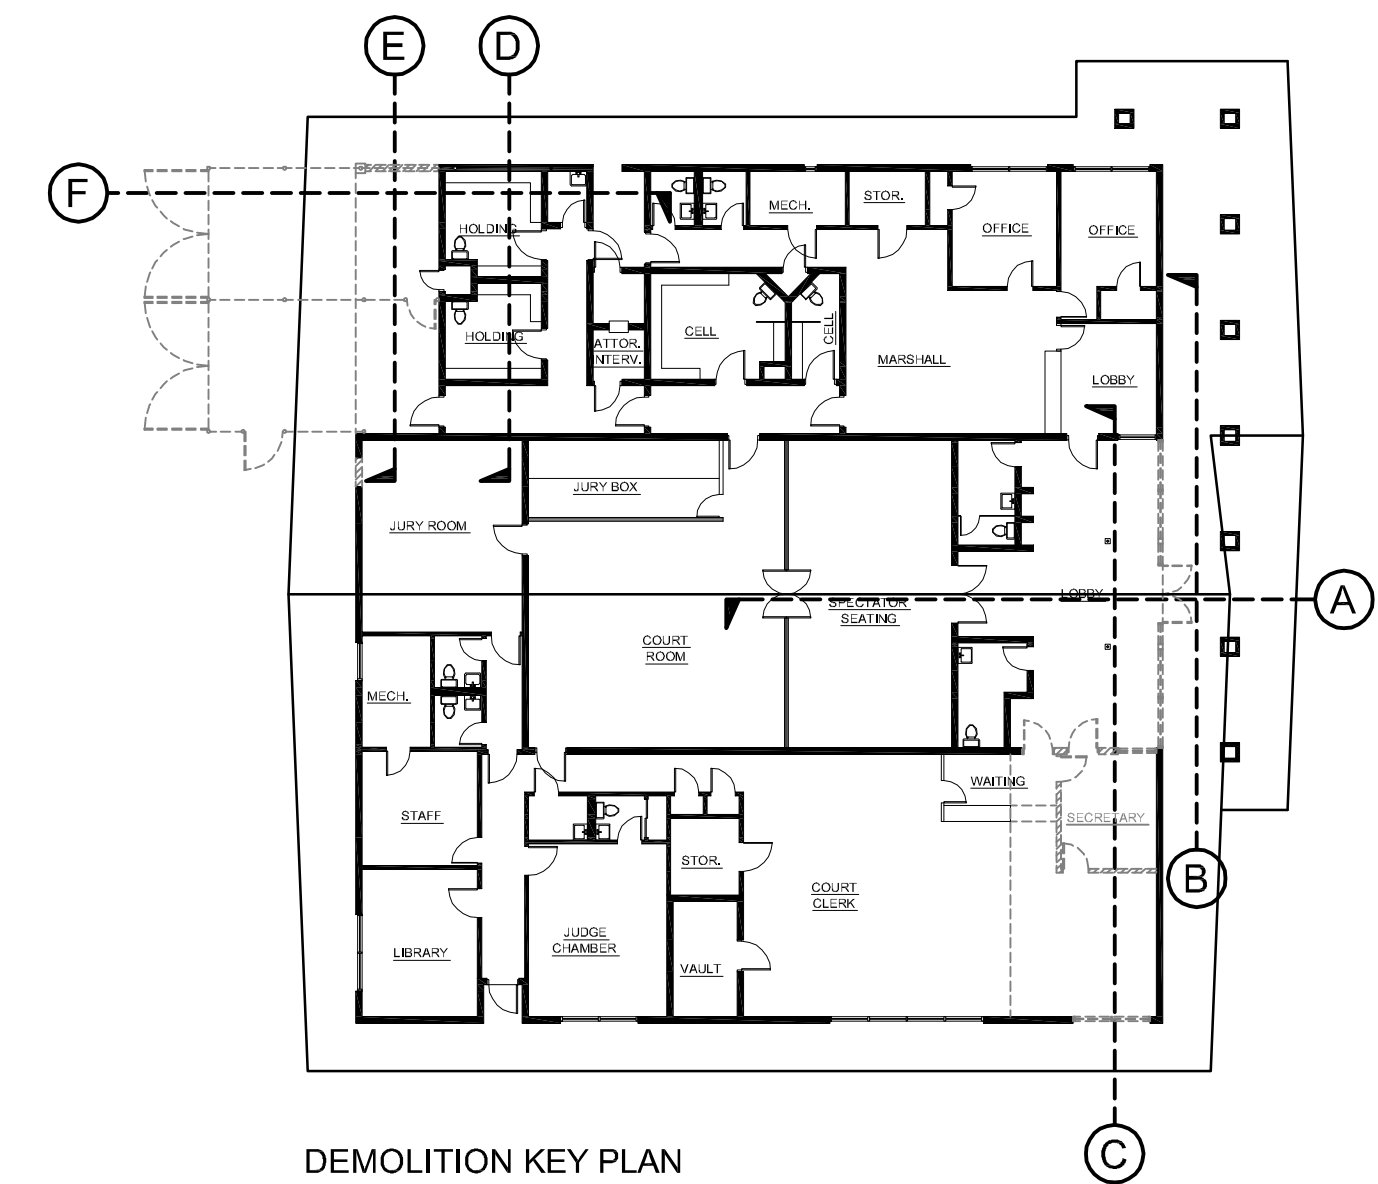 E
D
F
MECH.
STOR.
HOLDING
OFFICE
OFFICE
HOLDING
CELL
CELL
ATTOR.
INTERV.
MARSHALL
LOBBY
JURY BOX
JURY ROOM
LOBBY
A
SPECTATOR
SEATING
COURT
ROOM
MECH.
WAITING
STAFF
SECRETARY
STOR.
B
COURT
CLERK
JUDGE
CHAMBER
LIBRARY
VAULT
C
DEMOLITION KEY PLAN